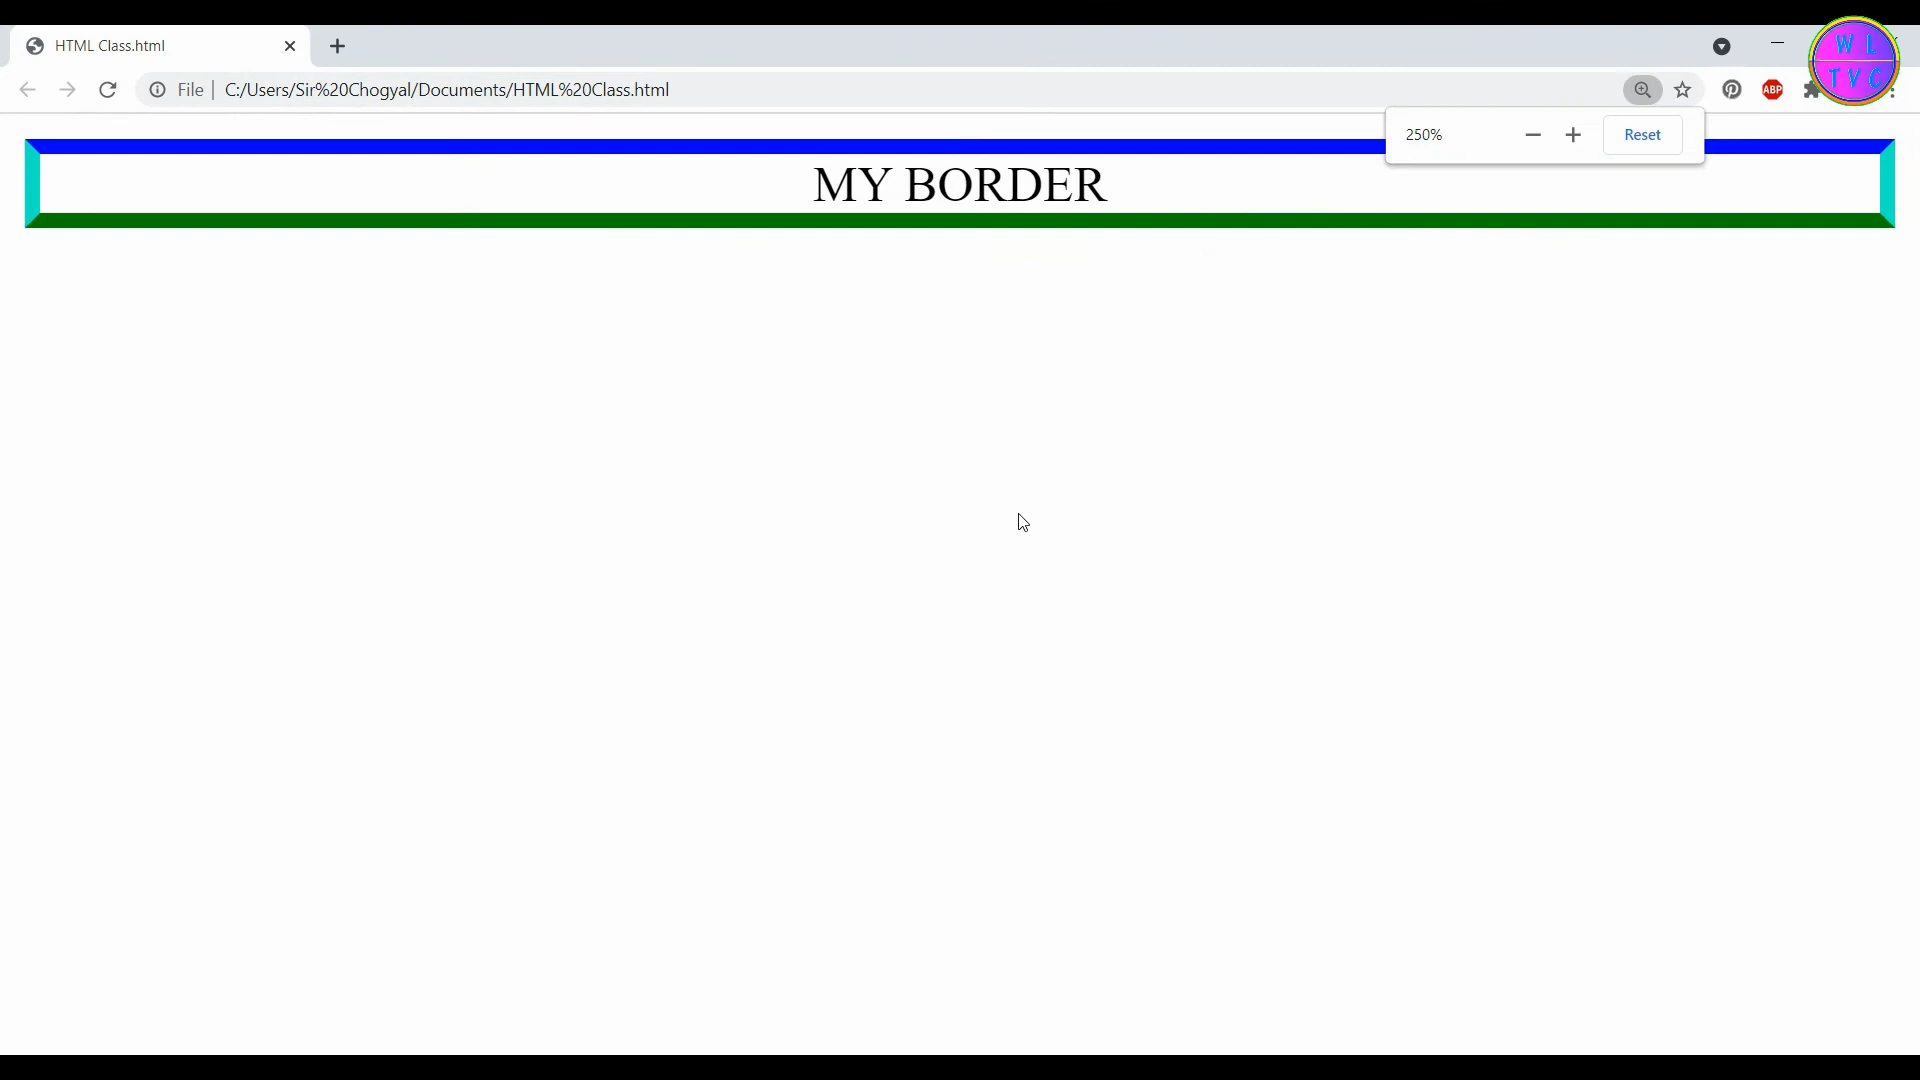 HTML Class.html
File | C:/Users/Sir%20Chogyal/Documents/HTML%20Class.html
ABP
W L
T V C
250% Reset
MY BORDER